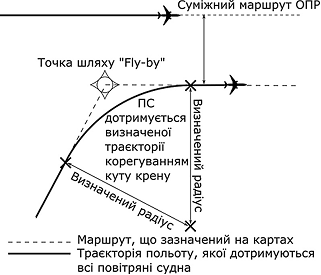 Суміжний маршрут ОПР
Точка шляху "Fly-by"
ПС
дотримується
визначеної
траєкторії
корегуванням
куту крену
Визначений радіус
Визначений радіус
Маршрут, що зазначений на картах
Траєкторія польоту, якої дотримуються
всі повітряні судна